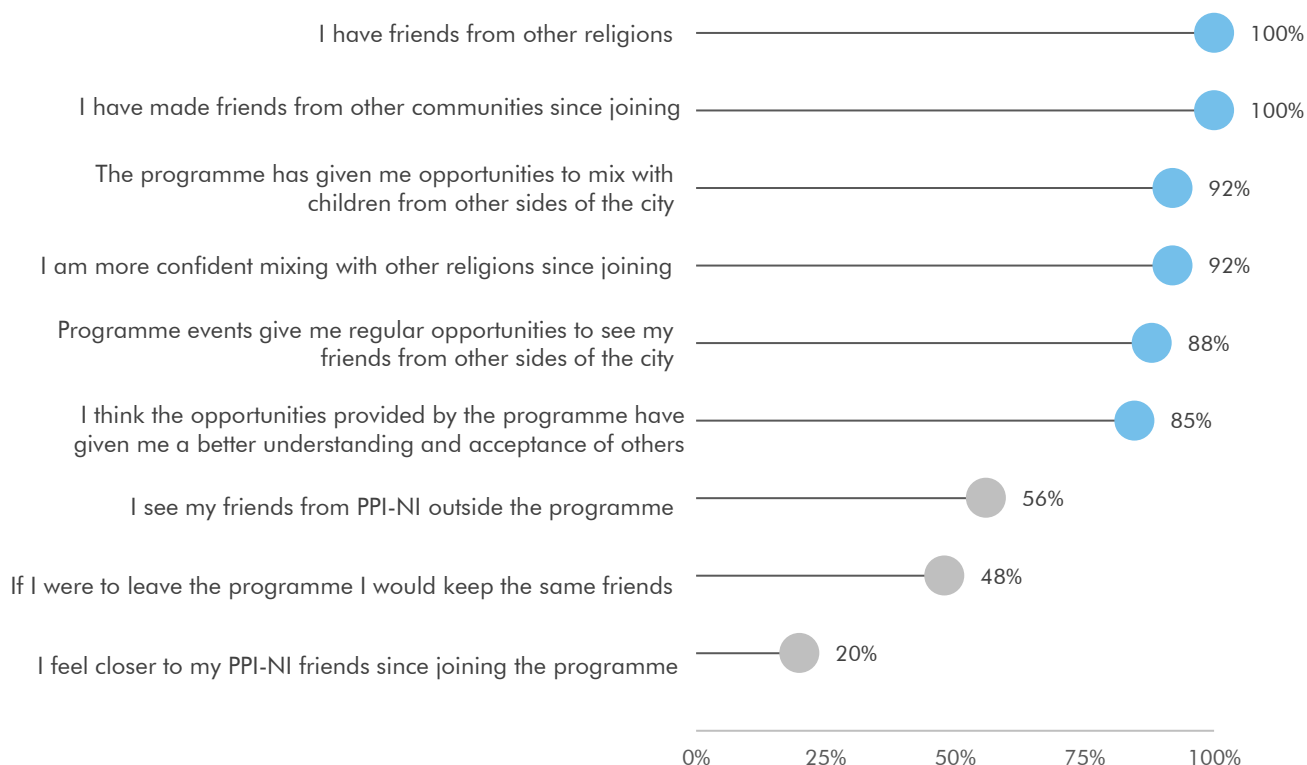 I have friends from other religions
100%
I have made friends from other communities since joining
100%
The programme has given me opportunities to mix with
children from other sides of the city
92%
I am more confident mixing with other religions since joining
92%
Programme events give me regular opportunities to see my
friends from other sides of the city
88%
I think the opportunities provided by the programme have
given me a better understanding and acceptance of others
85%
I see my friends from PPI-NI outside the programme
56%
If I were to leave the programme I would keep the same friends
48%
I feel closer to my PPI-NI friends since joining the programme
20%
0% 25% 50% 75% 100%